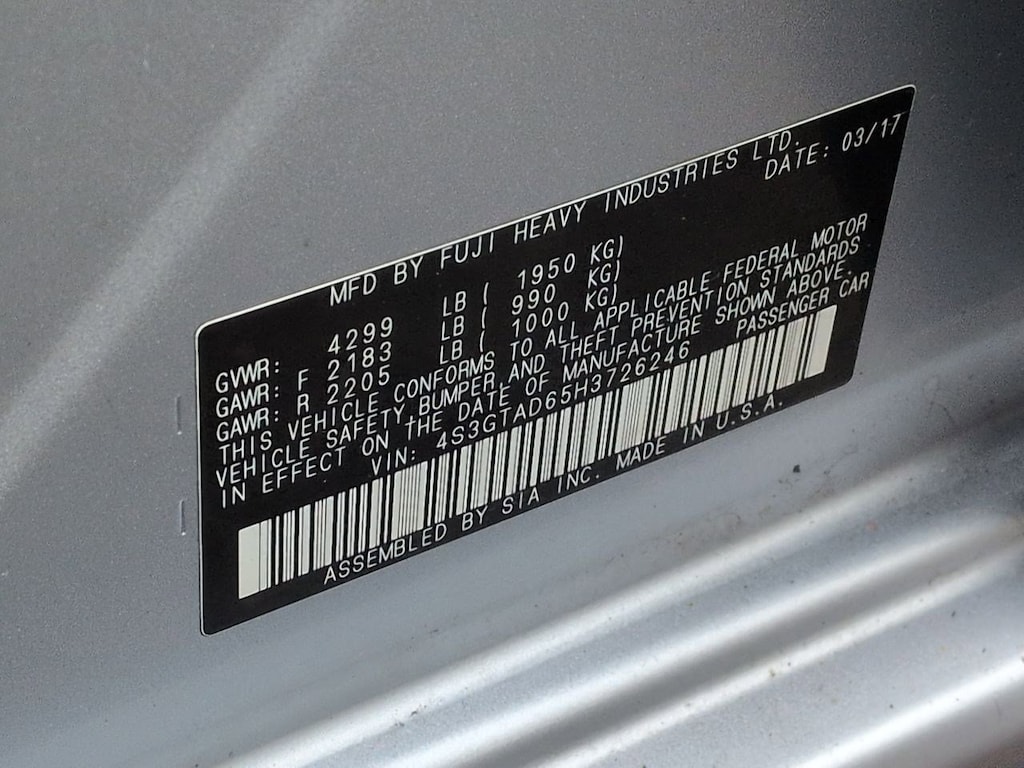 MFD BY FUJI HEAVY INDUSTRIES LTD.
DATE: 03/17
GVWR: 4299 LB ( 1950 KG)
GAWR: F 2183 LB ( 990 KG)
GAWR: R 2205 LB ( 1000 KG)
THIS VEHICLE CONFORMS TO ALL APPLICABLE FEDERAL MOTOR
VEHICLE SAFETY,BUMPER,AND THEFT PREVENTION STANDARDS
IN EFFECT ON THE DATE OF MANUFACTURE SHOWN ABOVE.
VIN: 4S3GTAD65H3726246 PASSENGER CAR
ASSEMBLED BY SIA INC. MADE IN U.S.A.